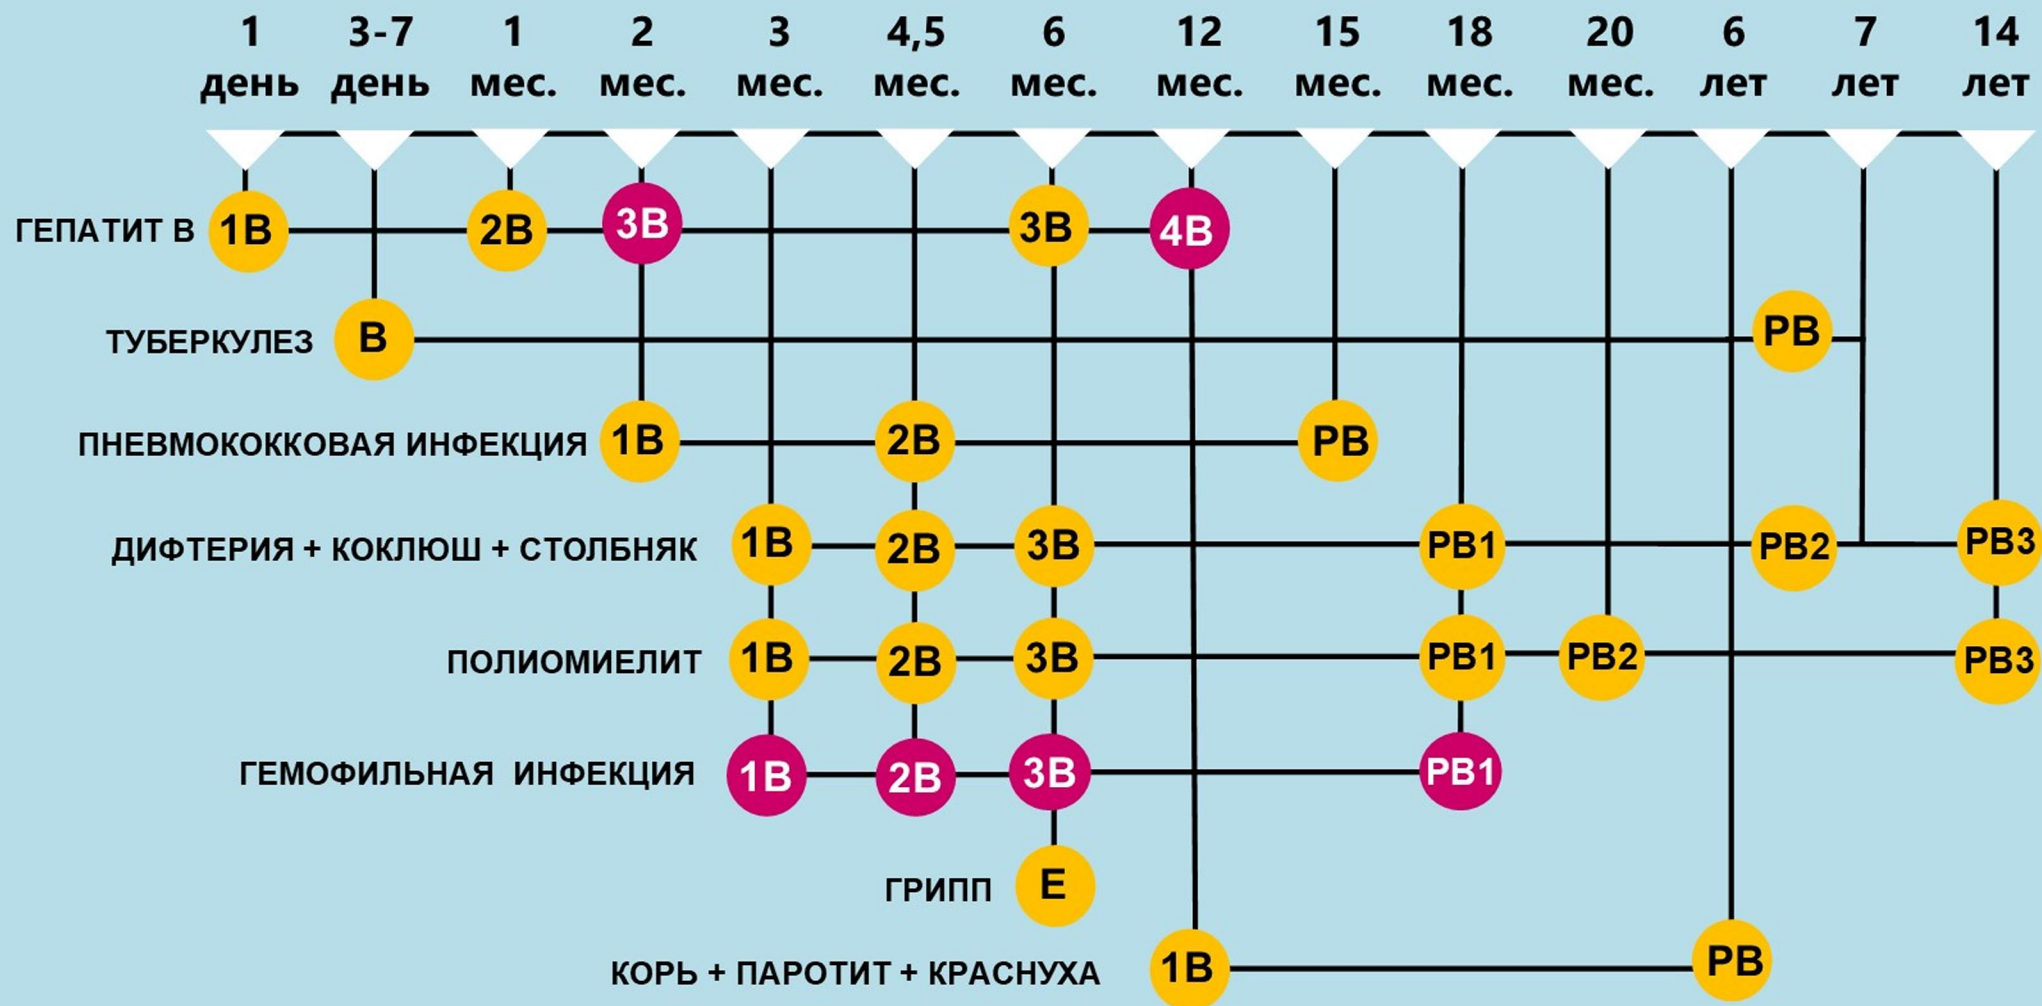 1 день 3-7 день 1 мес. 2 мес. 3 мес. 4,5 мес. 6 мес. 12 мес. 15 мес. 18 мес. 20 мес. 6 лет 7 лет 14 лет
ГЕПАТИТ В 1В 2В 3В 3В 4В
ТУБЕРКУЛЕЗ В РВ
ПНЕВМОКОККОВАЯ ИНФЕКЦИЯ 1В 2В РВ
ДИФТЕРИЯ + КОКЛЮШ + СТОЛБНЯК 1В 2В 3В РВ1 РВ2 РВ3
ПОЛИОМИЕЛИТ 1В 2В 3В РВ1 РВ2 РВ3
ГЕМОФИЛЬНАЯ ИНФЕКЦИЯ 1В 2В 3В РВ1
ГРИПП Е
КОРЬ + ПАРОТИТ + КРАСНУХА 1В РВ